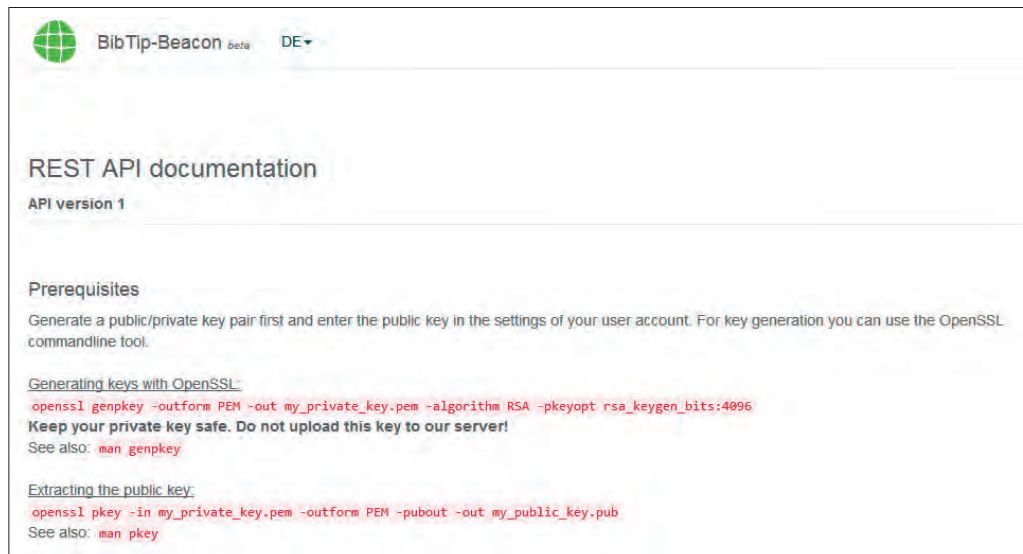 BibTip-Beacon beta DE
REST API documentation
API version 1
Prerequisites
Generate a public/private key pair first and enter the public key in the settings of your user account. For key generation you can use the OpenSSL
commandline tool.
Generating keys with OpenSSL:
openssl genpkey -outform PEM -out my_private_key.pem -algorithm RSA -pkeyopt rsa_keygen_bits:4096
Keep your private key safe. Do not upload this key to our server!
See also: man genpkey
Extracting the public key:
openssl pkey -in my_private_key.pem -outform PEM -pubout -out my_public_key.pub
See also: man pkey